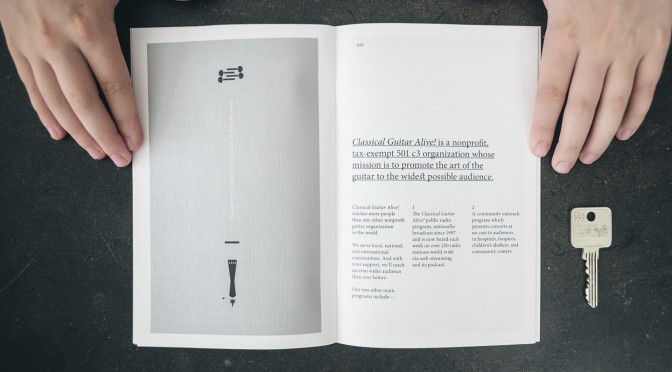 Classical Guitar Alive! is a nonprofit,
tax-exempt 501 c3 organization whose
mission is to promote the art of the
guitar to the widest possible audience.
Classical Guitar Alive!
reaches more people
than any other nonprofit
guitar organization
in the world.
We serve local, national,
and international
communities. And with
your support, we'll reach
an even wider audience
than ever before.
Our two other main
programs include—
1
The Classical Guitar
Alive! public radio
program, nationally-
broadcast since 1997
and is now heard each
week on over 250 radio
stations world wide
via web-streaming
and its podcast.
2
A community outreach
program which
presents concerts at
no cost to audiences
in hospitals, hospices,
children's shelters, and
community centers.